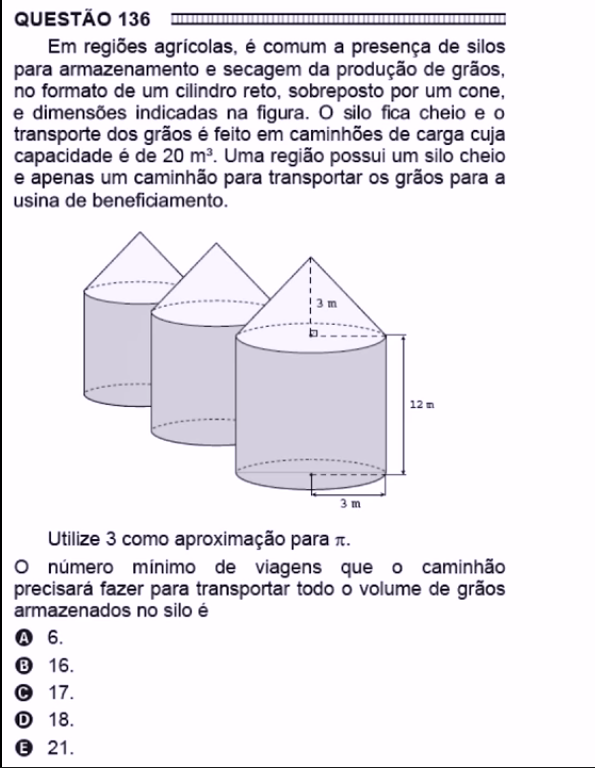 QUESTÃO 136
Em regiões agrícolas, é comum a presença de silos
para armazenamento e secagem da produção de grãos,
no formato de um cilindro reto, sobreposto por um cone,
e dimensões indicadas na figura. O silo fica cheio e o
transporte dos grãos é feito em caminhões de carga cuja
capacidade é de 20 m³. Uma região possui um silo cheio
e apenas um caminhão para transportar os grãos para a
usina de beneficiamento.
3 m
12 m
3 m
Utilize 3 como aproximação para π.
O número mínimo de viagens que o caminhão
precisará fazer para transportar todo o volume de grãos
armazenados no silo é
A 6.
B 16.
C 17.
D 18.
E 21.